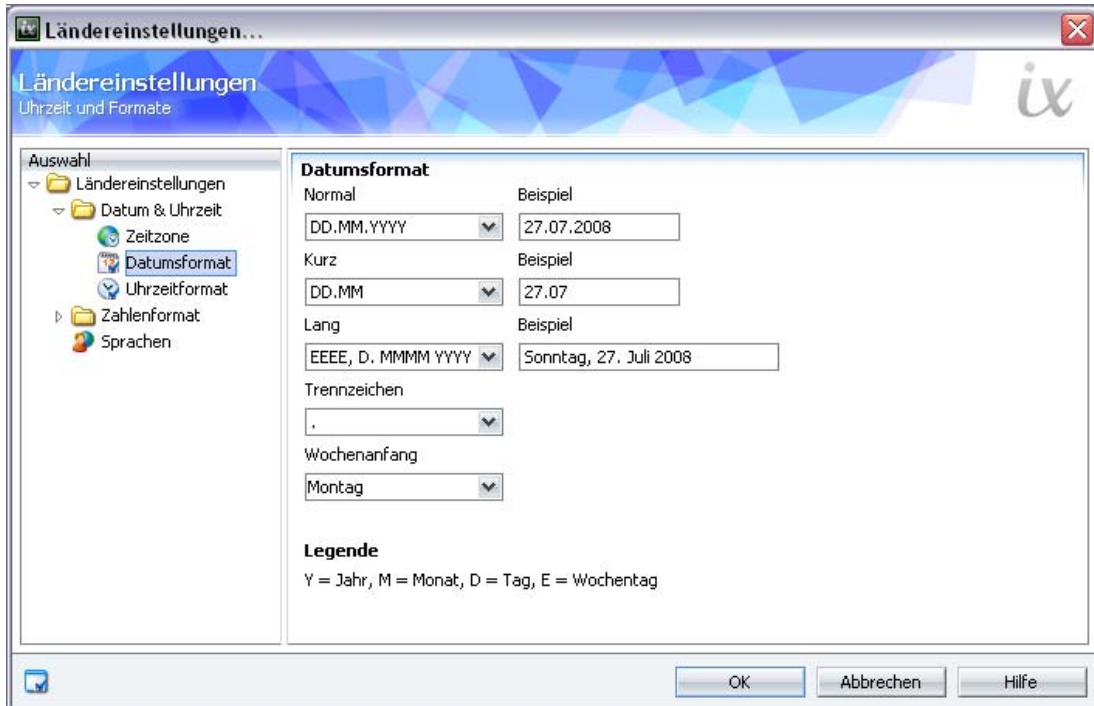 ix Ländereinstellungen...
Ländereinstellungen
Uhrzeit und Formate
ix
Auswahl
Ländereinstellungen
Datum & Uhrzeit
Zeitzone
Datumsformat
Uhrzeitformat
Zahlenformat
Sprachen
Datumsformat
Normal Beispiel
DD.MM.YYYY 27.07.2008
Kurz Beispiel
DD.MM 27.07
Lang Beispiel
EEEE, D. MMMM YYYY Sonntag, 27. Juli 2008
Trennzeichen
.
Wochenanfang
Montag
Legende
Y = Jahr, M = Monat, D = Tag, E = Wochentag
OK Abbrechen Hilfe